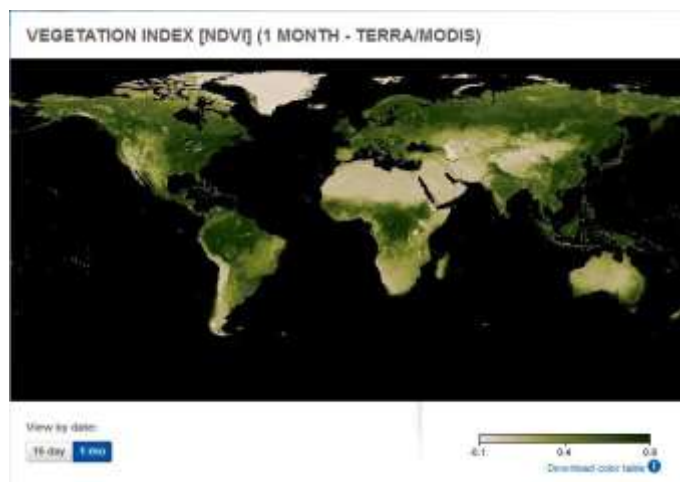 VEGETATION INDEX [NDVI] (1 MONTH - TERRA/MODIS)
View by date:
16 day 1 mo
-0.1 0.4 0.9
Download color table